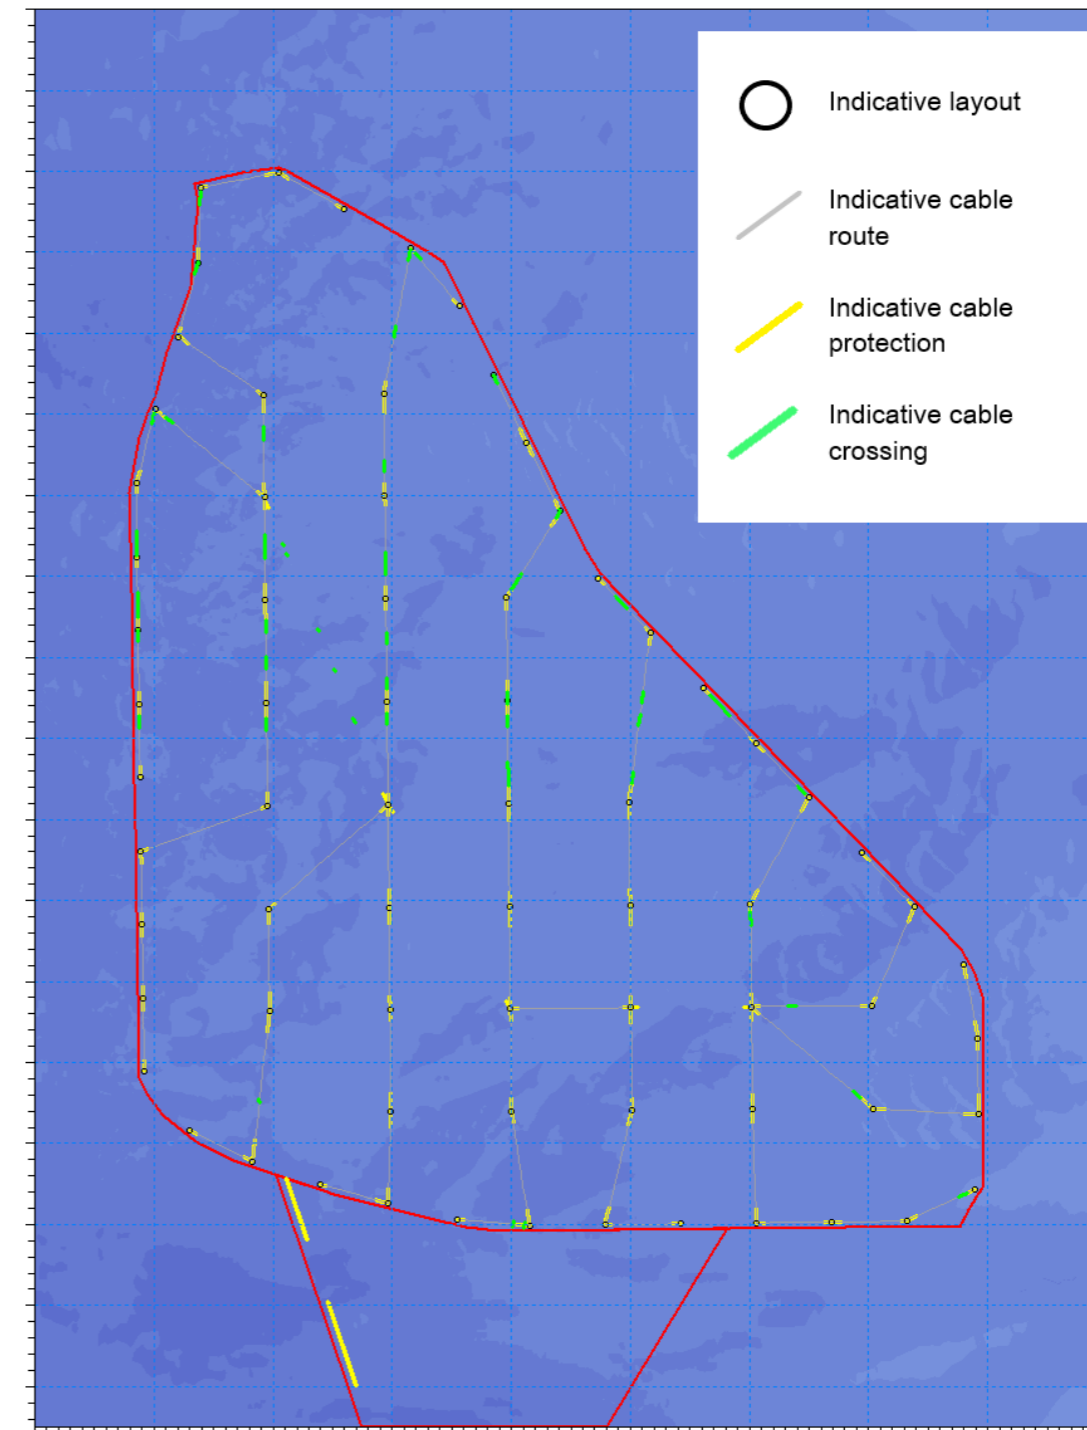 Indicative layout
Indicative cable
route
Indicative cable
protection
Indicative cable
crossing